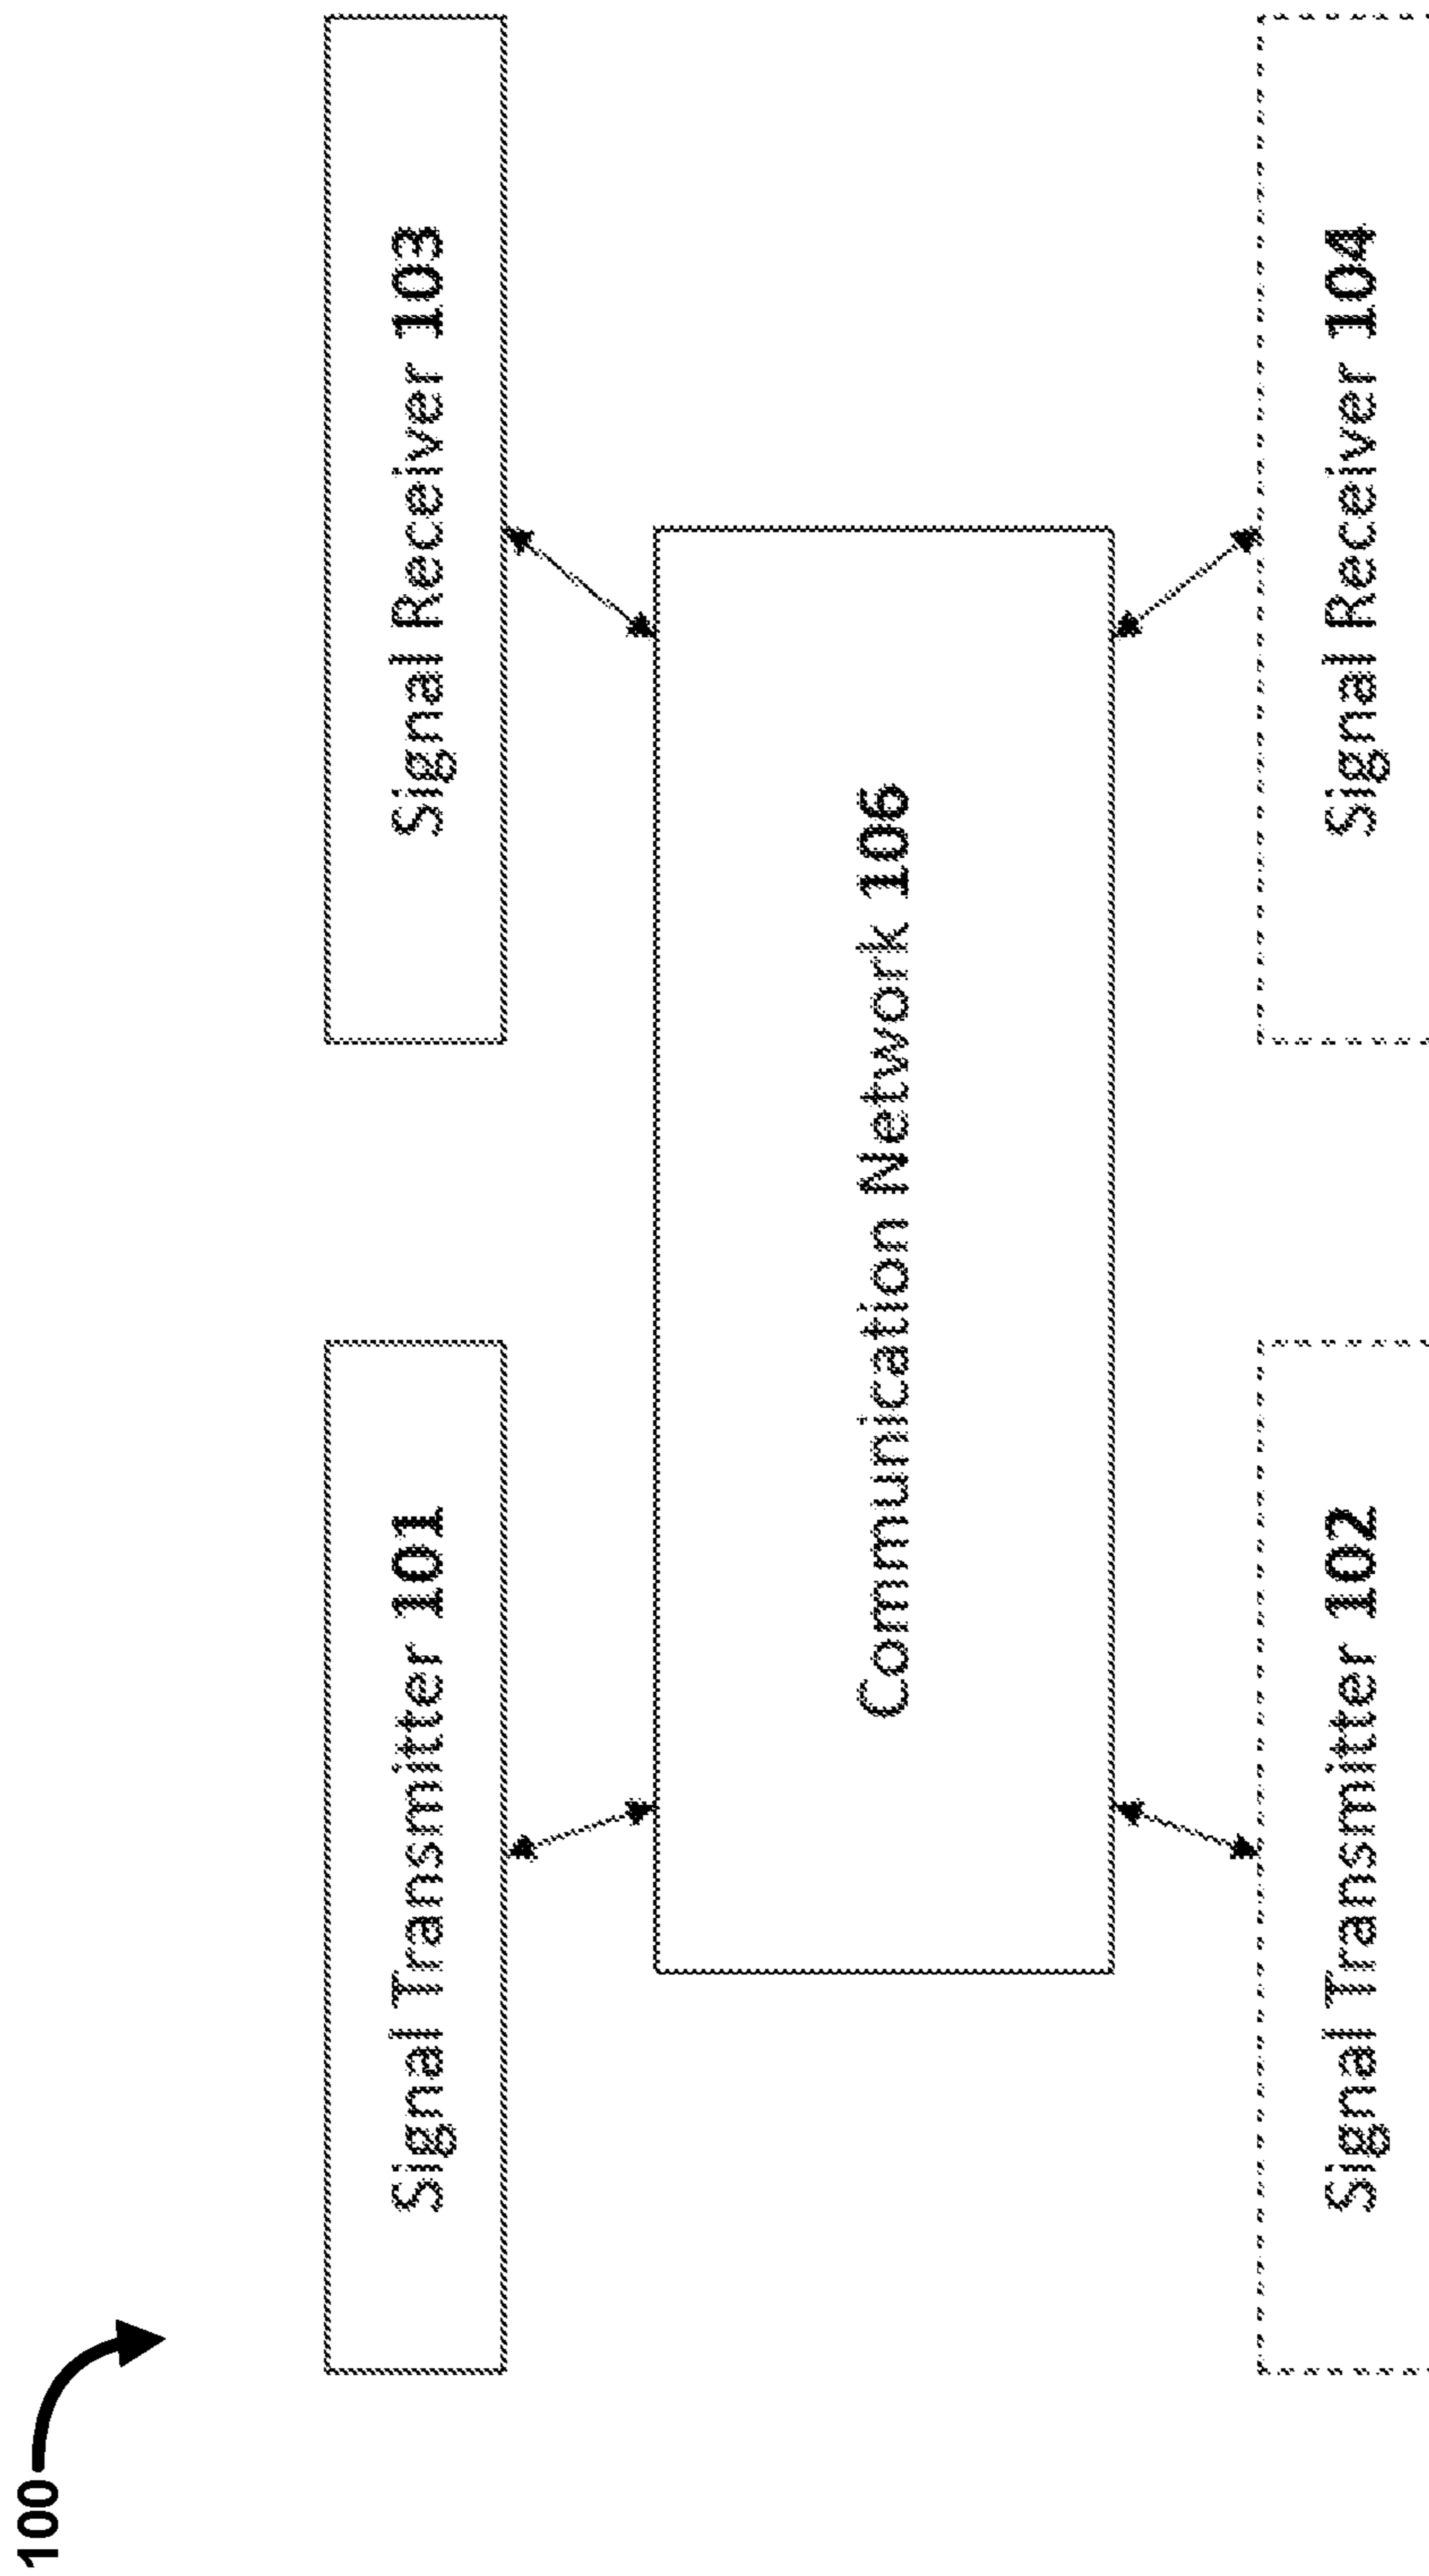 100
Signal Transmitter 101
Signal Receiver 103
Communication Network 106
Signal Transmitter 102
Signal Receiver 104